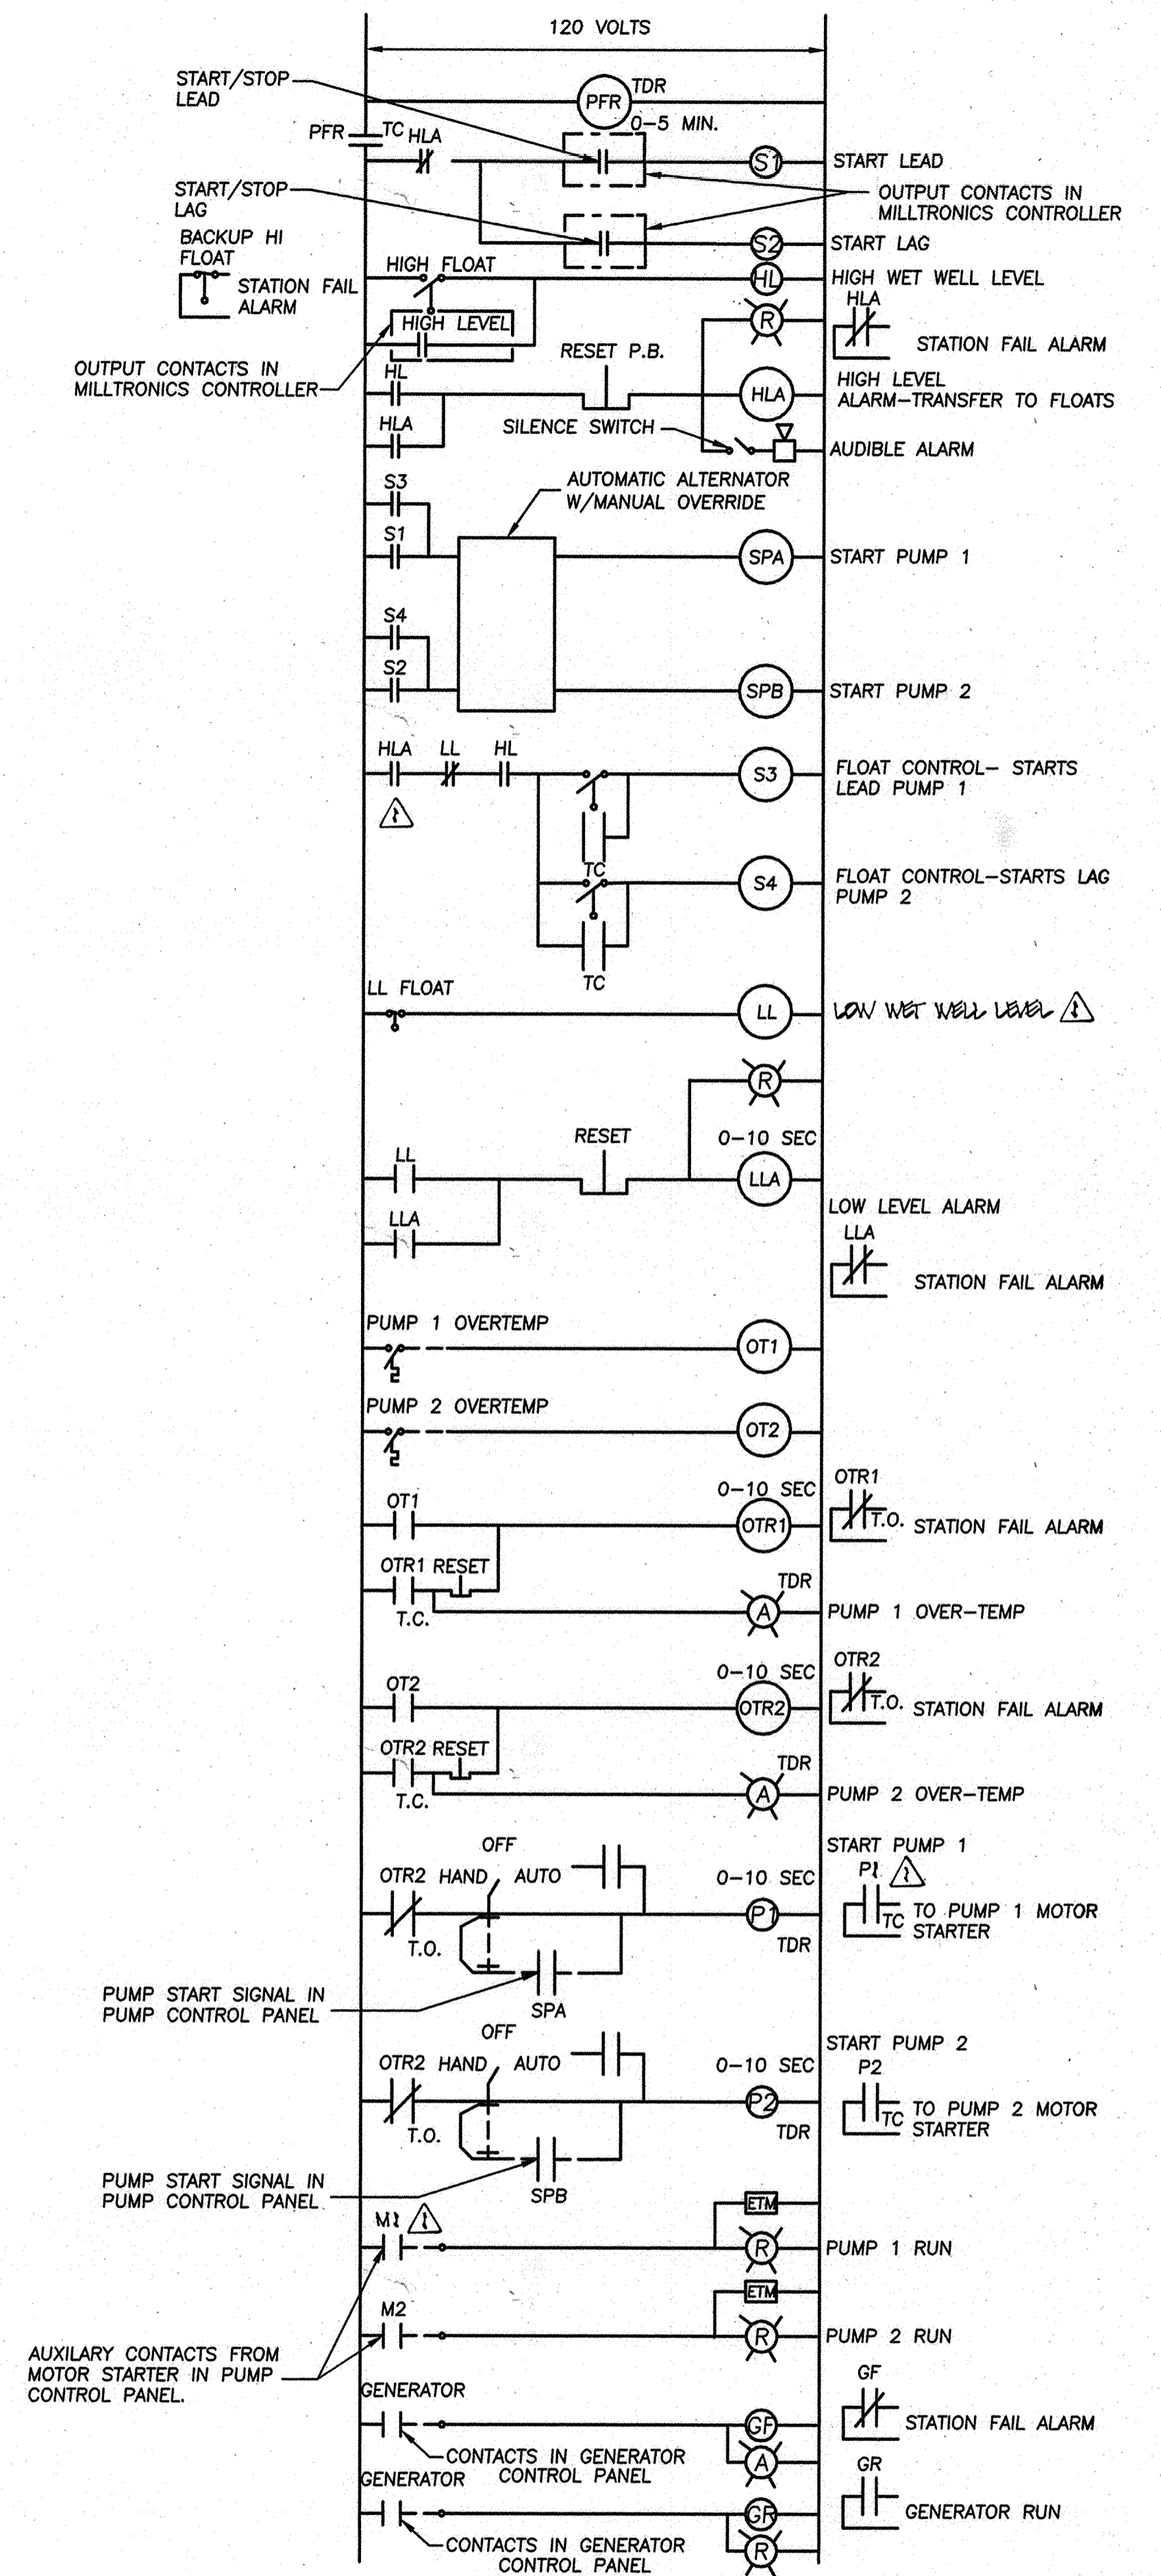 120 VOLTS
START/STOP
LEAD
PFR
TDR
0-5 MIN.
PFR
TC
HLA
S1
START LEAD
START/STOP
LAG
OUTPUT CONTACTS IN
MILLTRONICS CONTROLLER
S2
START LAG
BACKUP HI
FLOAT
STATION FAIL
ALARM
HIGH FLOAT
HL
HIGH WET WELL LEVEL
HIGH LEVEL
R
HLA
STATION FAIL ALARM
OUTPUT CONTACTS IN
MILLTRONICS CONTROLLER
RESET P.B.
HL
HLA
HIGH LEVEL
ALARM-TRANSFER TO FLOATS
HLA
SILENCE SWITCH
AUDIBLE ALARM
S3
AUTOMATIC ALTERNATOR
W/MANUAL OVERRIDE
S1
SPA
START PUMP 1
S4
S2
SPB
START PUMP 2
HLA
LL
HL
S3
FLOAT CONTROL- STARTS
LEAD PUMP 1
1
TC
S4
FLOAT CONTROL-STARTS LAG
PUMP 2
TC
LL FLOAT
LL
LOW WET WELL LEVEL
1
R
RESET
0-10 SEC
LL
LLA
LOW LEVEL ALARM
LLA
LLA
STATION FAIL ALARM
PUMP 1 OVERTEMP
OT1
PUMP 2 OVERTEMP
OT2
0-10 SEC
OT1
OTR1
OTR1
T.O.
STATION FAIL ALARM
OTR1
RESET
T.C.
TDR
A
PUMP 1 OVER-TEMP
0-10 SEC
OT2
OTR2
OTR2
T.O.
STATION FAIL ALARM
OTR2
RESET
T.C.
TDR
A
PUMP 2 OVER-TEMP
START PUMP 1
OFF
OTR2
HAND
AUTO
0-10 SEC
P1
1
P1
T.O.
TDR
TC
TO PUMP 1 MOTOR
STARTER
PUMP START SIGNAL IN
PUMP CONTROL PANEL
SPA
START PUMP 2
OFF
OTR2
HAND
AUTO
0-10 SEC
P2
P2
T.O.
TDR
TC
TO PUMP 2 MOTOR
STARTER
PUMP START SIGNAL IN
PUMP CONTROL PANEL
SPB
M1
1
ETM
R
PUMP 1 RUN
ETM
M2
R
PUMP 2 RUN
AUXILARY CONTACTS FROM
MOTOR STARTER IN PUMP
CONTROL PANEL.
GENERATOR
GF
GF
STATION FAIL ALARM
A
CONTACTS IN GENERATOR
CONTROL PANEL
GENERATOR
GR
GR
GENERATOR RUN
R
CONTACTS IN GENERATOR
CONTROL PANEL